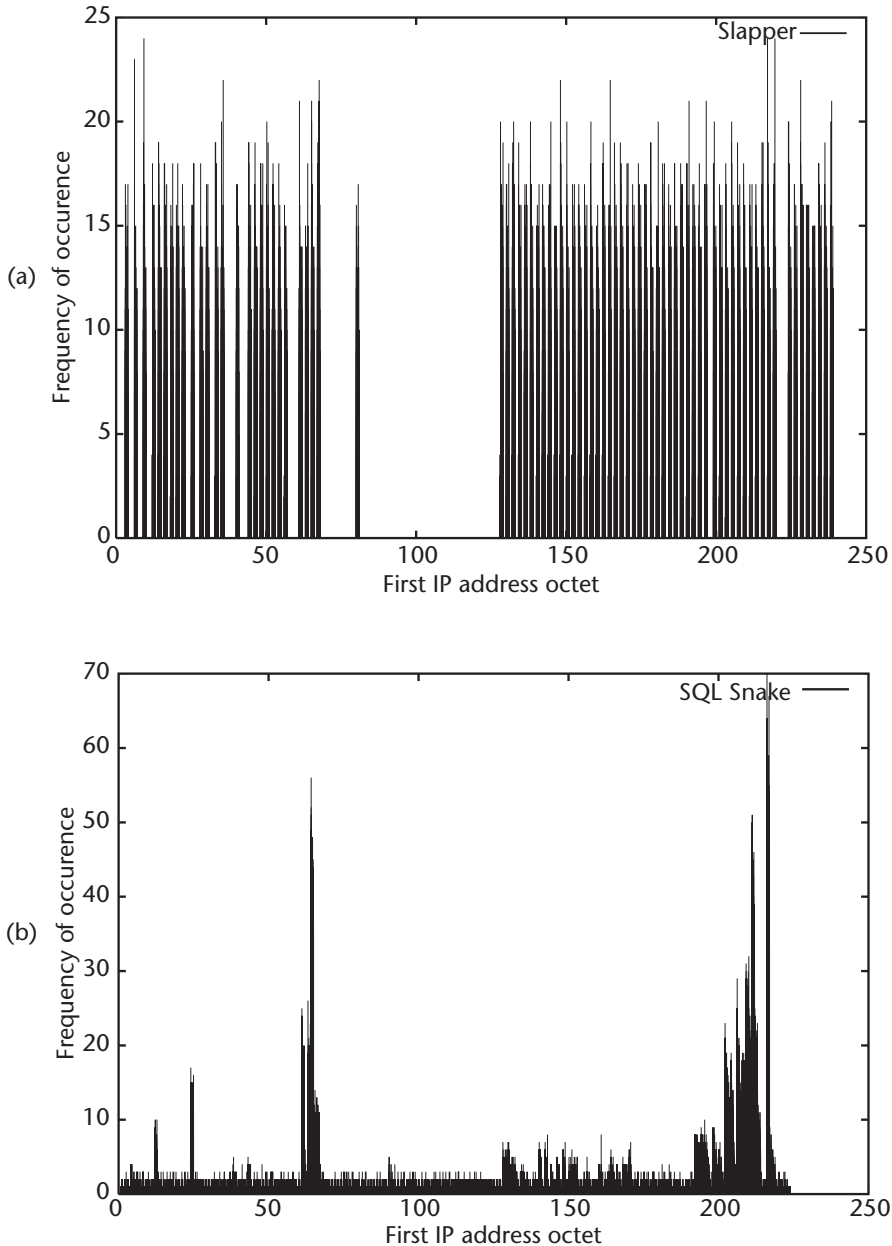 25
Slapper
20
15
(a)
Frequency of occurence
10
5
0
0 50 100 150 200 250
First IP address octet
70
SQL Snake
60
50
40
(b)
Frequency of occurence
30
20
10
0
0 50 100 150 200 250
First IP address octet